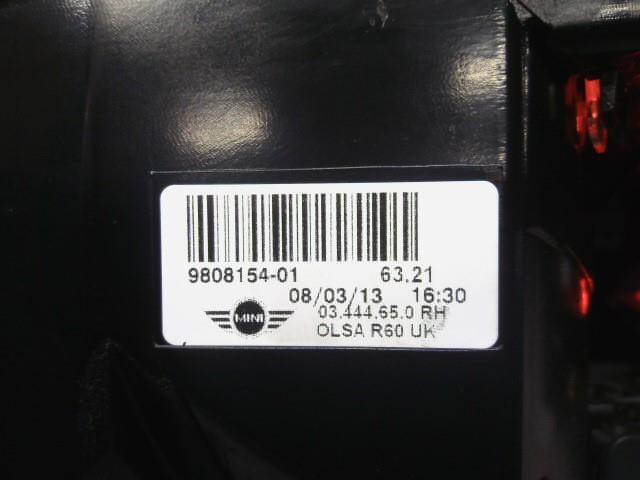 9808154-01 63.21
08/03/13 16:30
03.444.65.0 RH
MINI
OLSA R60 UK